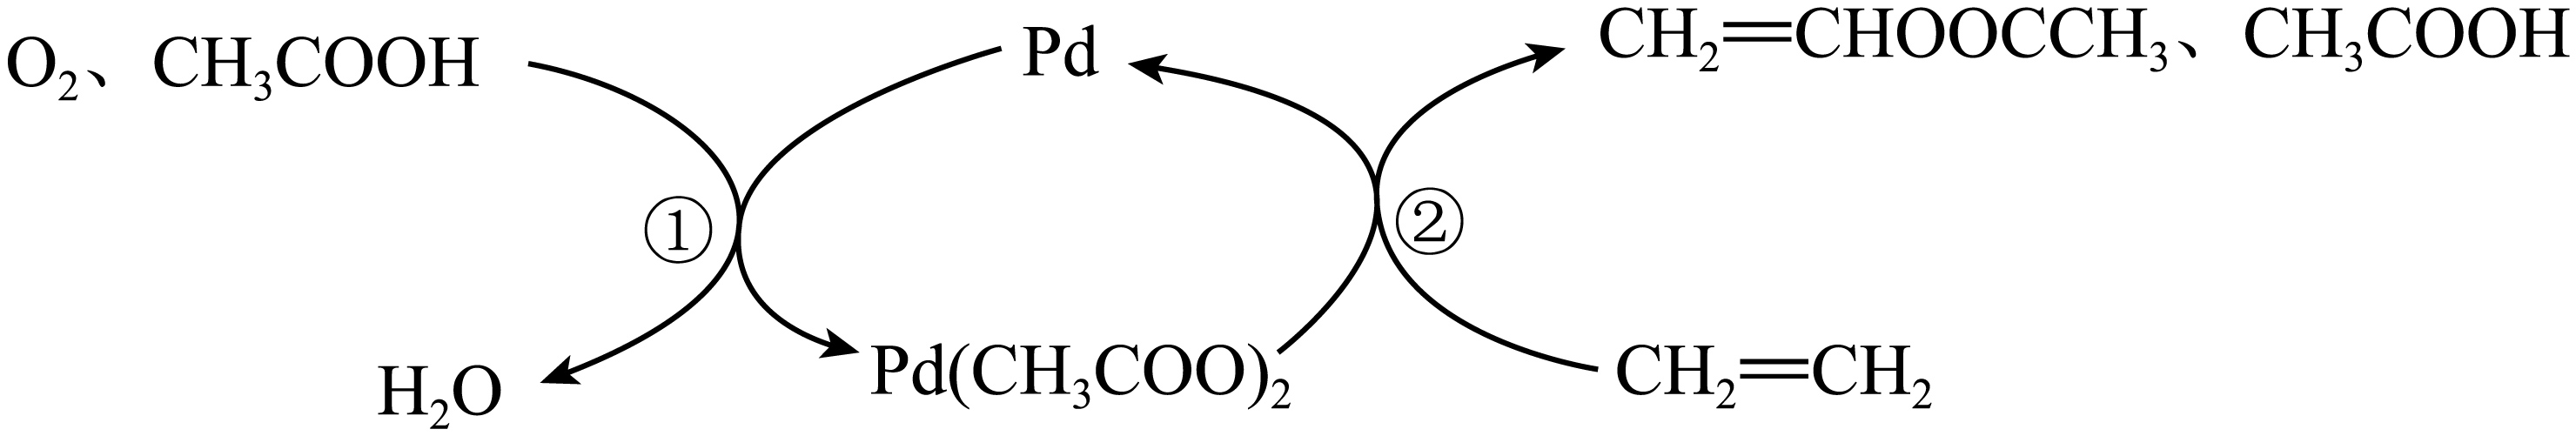 O₂、CH₃COOH Pd CH₂=CHOOCCH₃、CH₃COOH
① ②
H₂O Pd(CH₃COO)₂ CH₂=CH₂